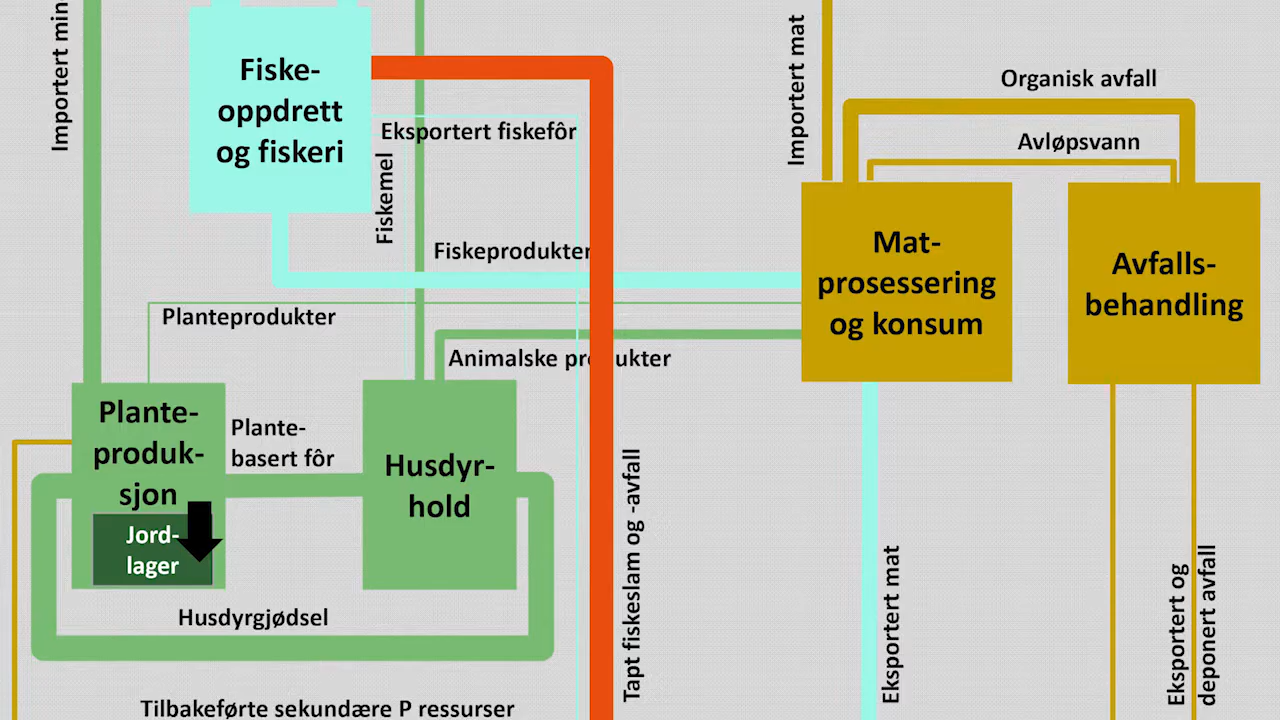 Importert min-
Fiske-
oppdrett
og fiskeri
Eksportert fiskefôr
Fiskemel
Fiskeprodukter
Importert mat
Organisk avfall
Avløpsvann
Mat-
prosessering
og konsum
Avfalls-
behandling
Planteprodukter
Animalske produkter
Plante-
produk-
sjon
Jord-
lager
Plante-
basert fôr
Husdyr-
hold
Husdyrgjødsel
Tapt fiskeslam og -avfall
Eksportert mat
Eksportert og
deponert avfall
Tilbakeførte sekundære P ressurser